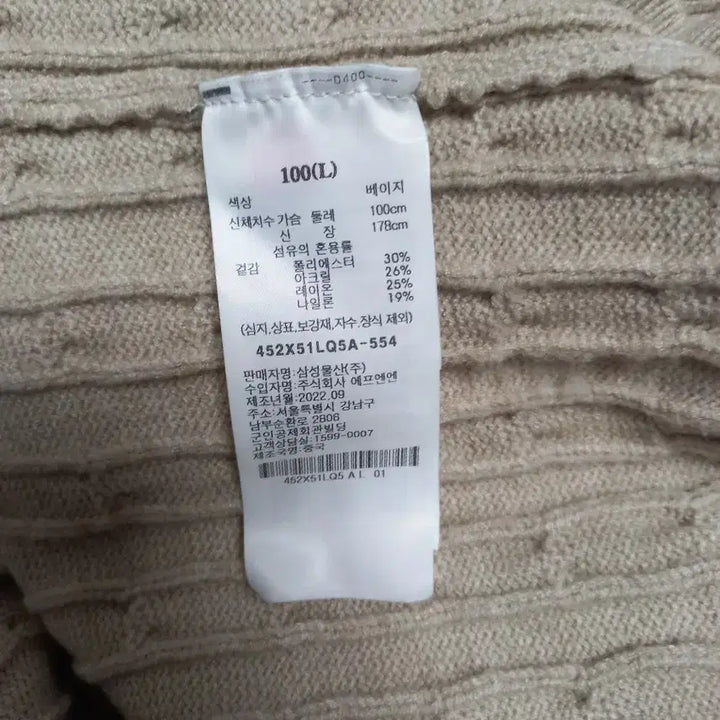 ----0400----
100(L)
색상 베이지
신체치수 가슴 둘레 100cm
신 장 178cm
섬유의 혼용률
겉감 폴리에스터 30%
아크릴 26%
레이온 25%
나일론 19%
(심지,상표,보강재,자수,장식 제외)
452X51LQ5A-554
판매자명:삼성물산(주)
수입자명:주식회사 에프엔엔
제조년월:2022.09
주소:서울특별시 강남구
남부순환로 2806
군인공제회관빌딩
고객상담실:1599-0007
제조국명:중국
452X51LQ5 A L 01